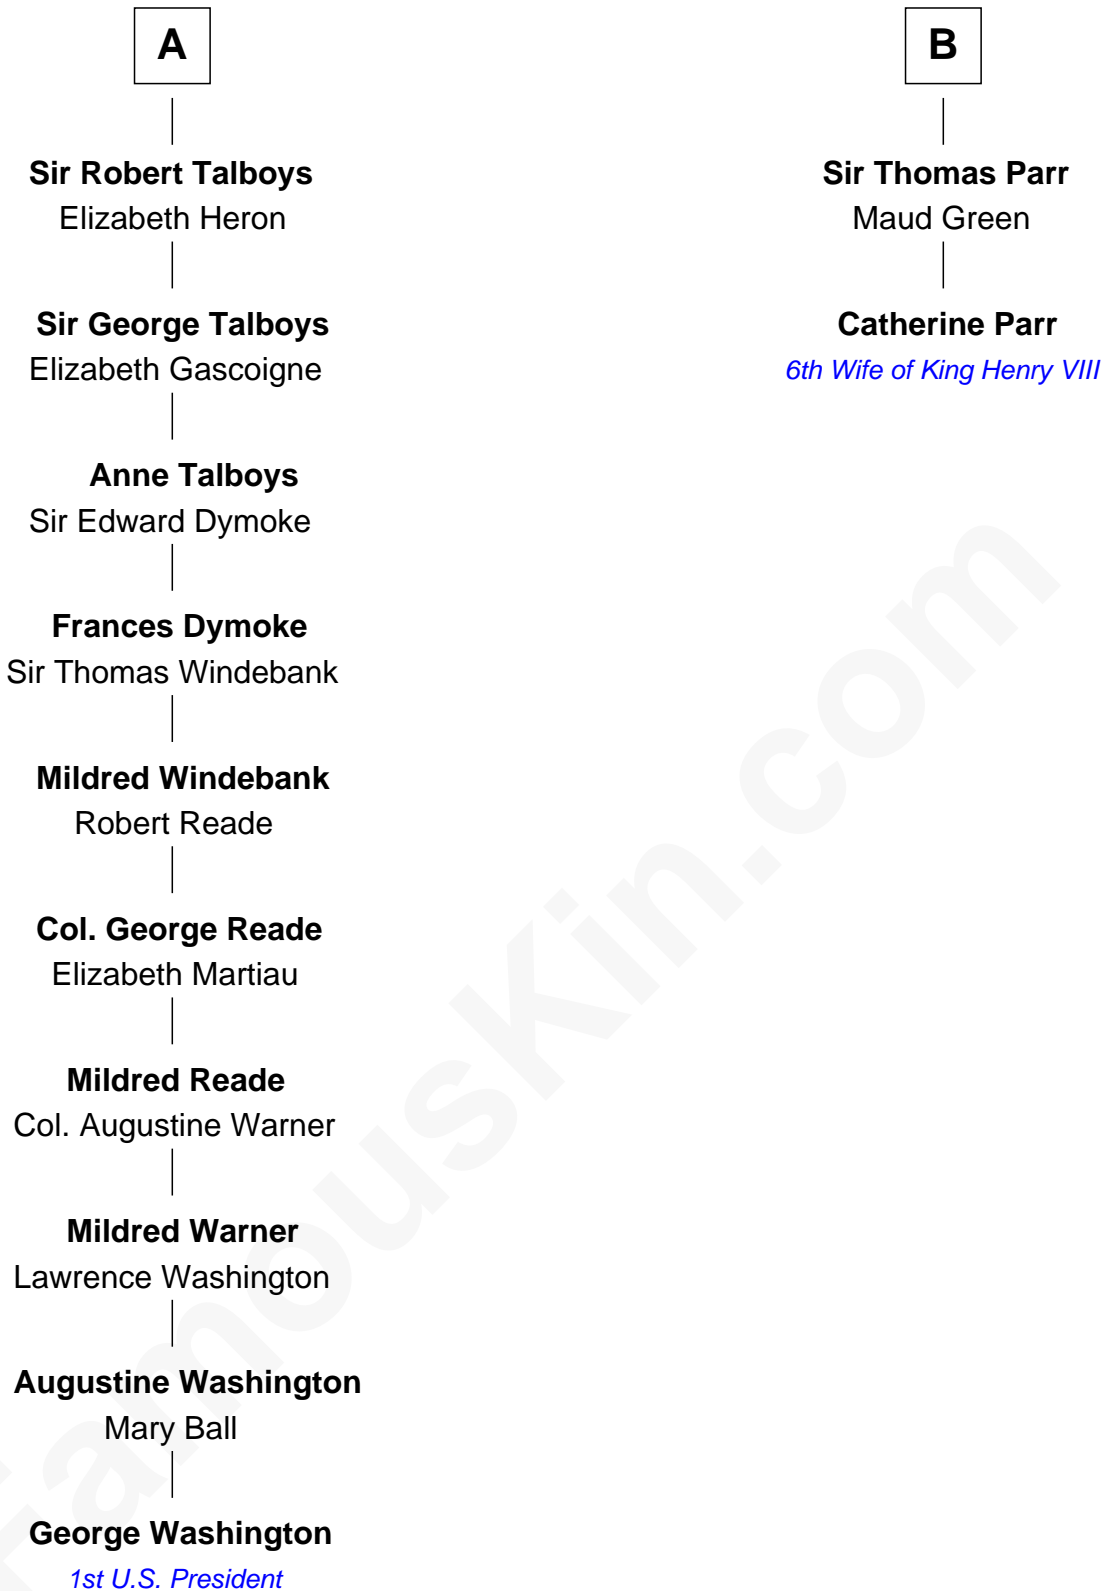 A
Sir Robert Talboys
Elizabeth Heron
Sir George Talboys
Elizabeth Gascoigne
Anne Talboys
Sir Edward Dymoke
Frances Dymoke
Sir Thomas Windebank
Mildred Windebank
Robert Reade
Col. George Reade
Elizabeth Martiau
Mildred Reade
Col. Augustine Warner
Mildred Warner
Lawrence Washington
Augustine Washington
Mary Ball
George Washington
1st U.S. President
B
Sir Thomas Parr
Maud Green
Catherine Parr
6th Wife of King Henry VIII
FamousKin.com